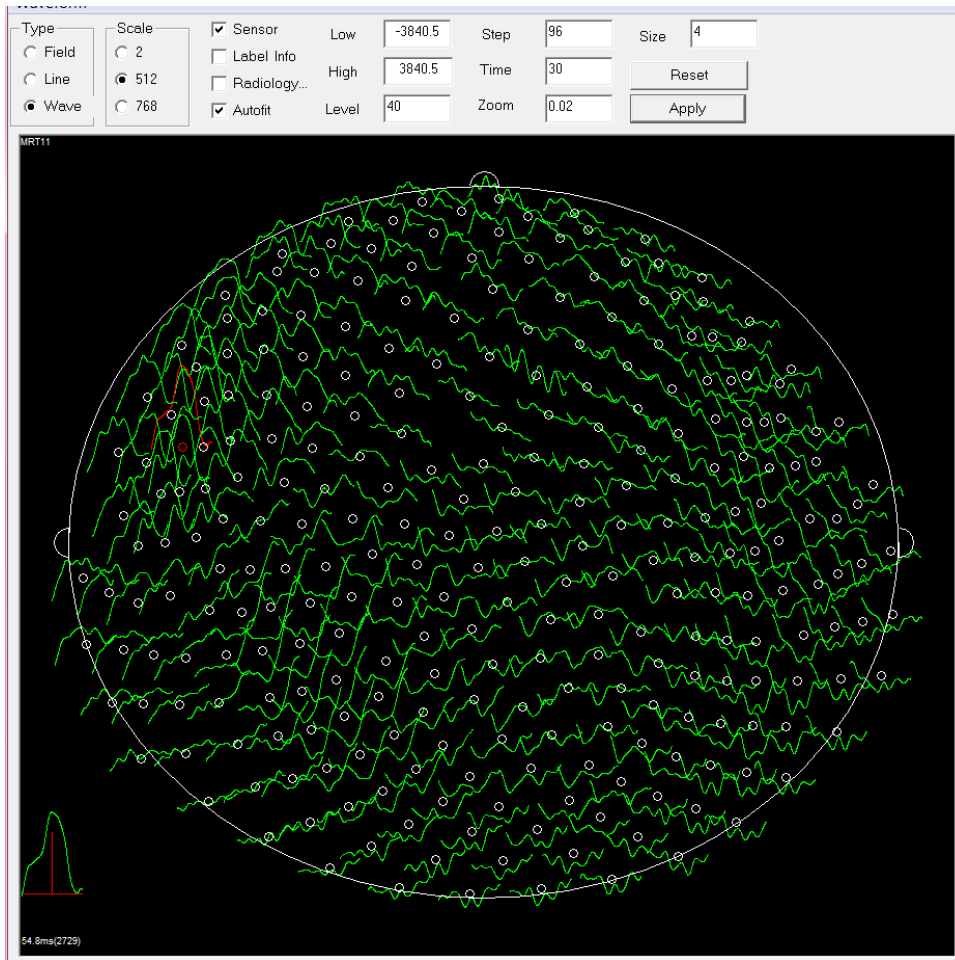 Waveform
Type
Field
Line
Wave
Scale
2
512
768
Sensor
Label Info
Radiology...
Autofit
Low -3840.5
High 3840.5
Level 40
Step 96
Time 30
Zoom 0.02
Size 4
Reset
Apply
MRT11
54.8ms(2729)